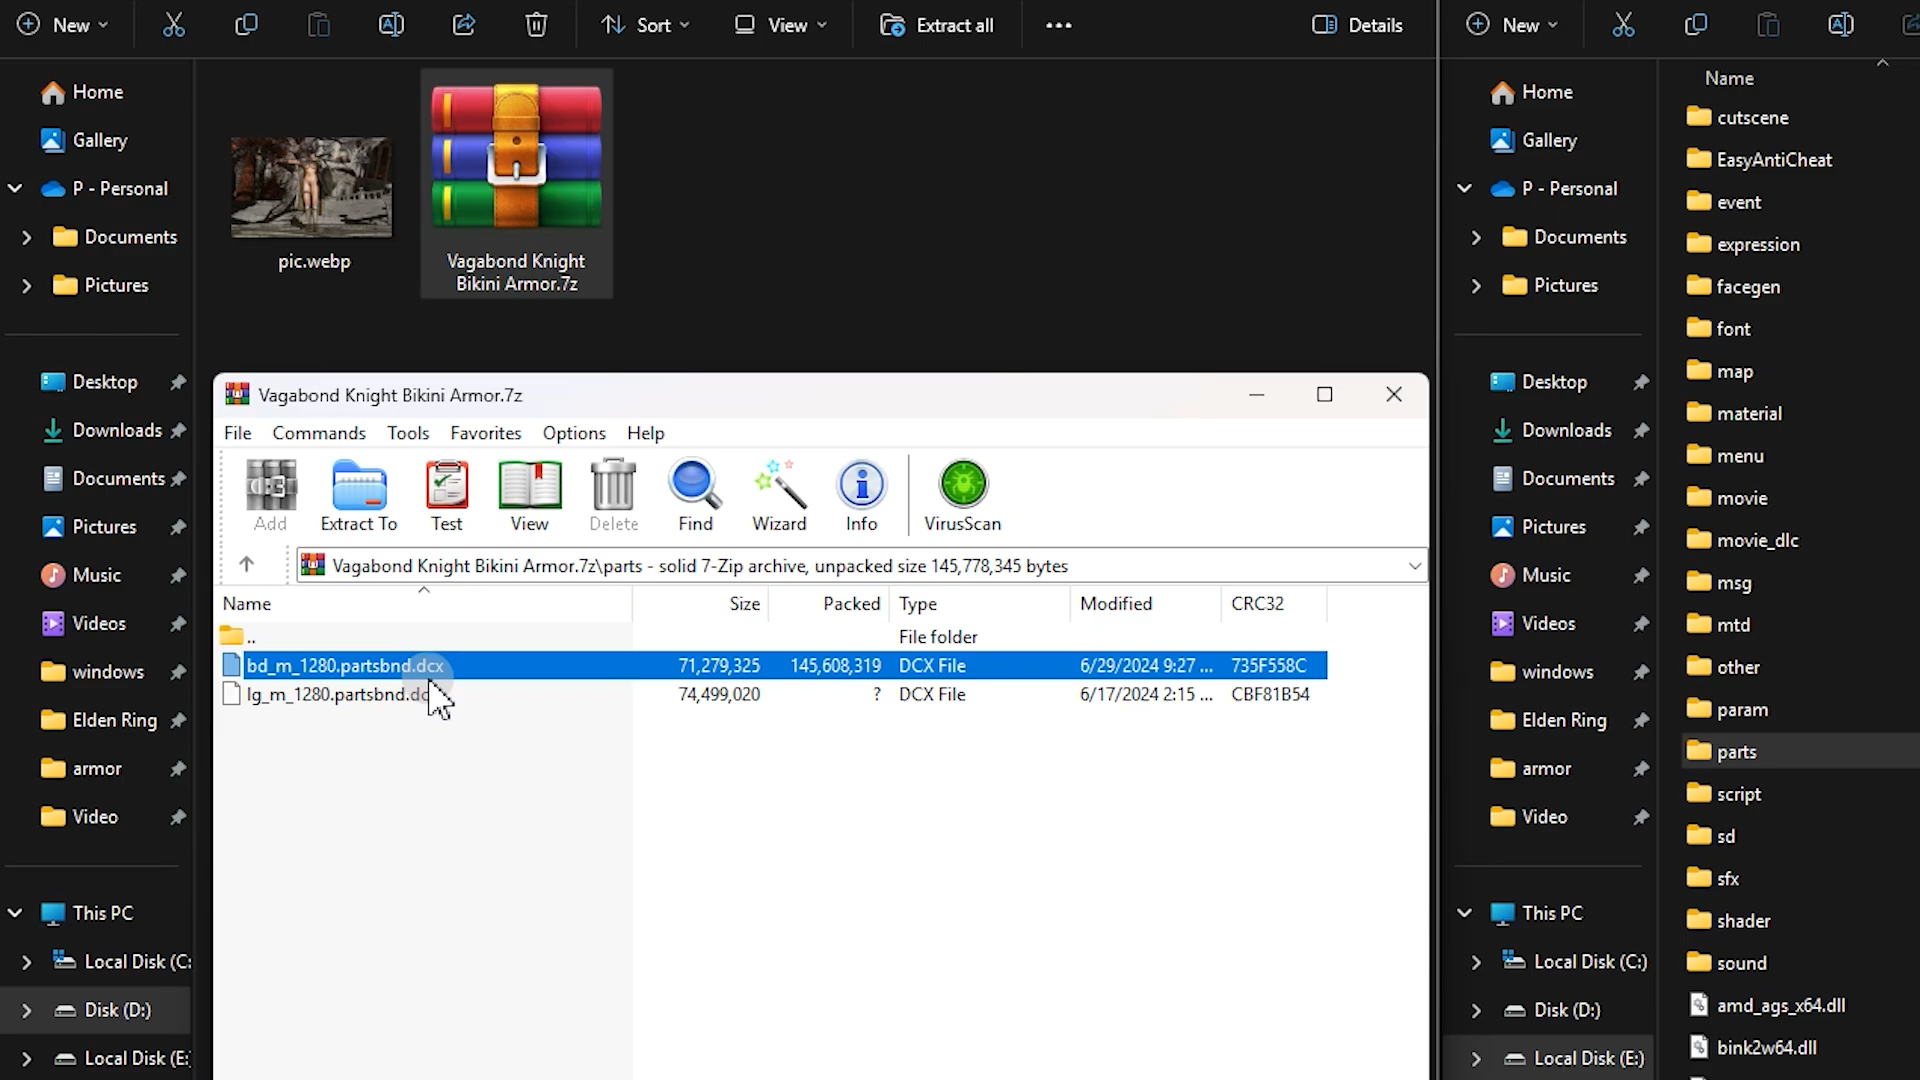 New
Sort
View
Extract all
Details
New
Home
Gallery
P - Personal
Documents
Pictures
Desktop
Downloads
Documents
Pictures
Music
Videos
windows
Elden Ring
armor
Video
This PC
Local Disk (C:
Disk (D:)
Local Disk (E:
pic.webp
Vagabond Knight
Bikini Armor.7z
Vagabond Knight Bikini Armor.7z
File Commands Tools Favorites Options Help
Add Extract To Test View Delete Find Wizard Info VirusScan
Vagabond Knight Bikini Armor.7z\parts - solid 7-Zip archive, unpacked size 145,778,345 bytes
Name Size Packed Type Modified CRC32
.. File folder
bd_m_1280.partsbnd.dcx 71,279,325 145,608,319 DCX File 6/29/2024 9:27 ... 735F558C
lg_m_1280.partsbnd.dc 74,499,020 ? DCX File 6/17/2024 2:15 ... CBF81B54
Home
Gallery
P - Personal
Documents
Pictures
Desktop
Downloads
Documents
Pictures
Music
Videos
windows
Elden Ring
armor
Video
This PC
Local Disk (C:)
Disk (D:)
Local Disk (E:)
Name
cutscene
EasyAntiCheat
event
expression
facegen
font
map
material
menu
movie
movie_dlc
msg
mtd
other
param
parts
script
sd
sfx
shader
sound
amd_ags_x64.dll
bink2w64.dll